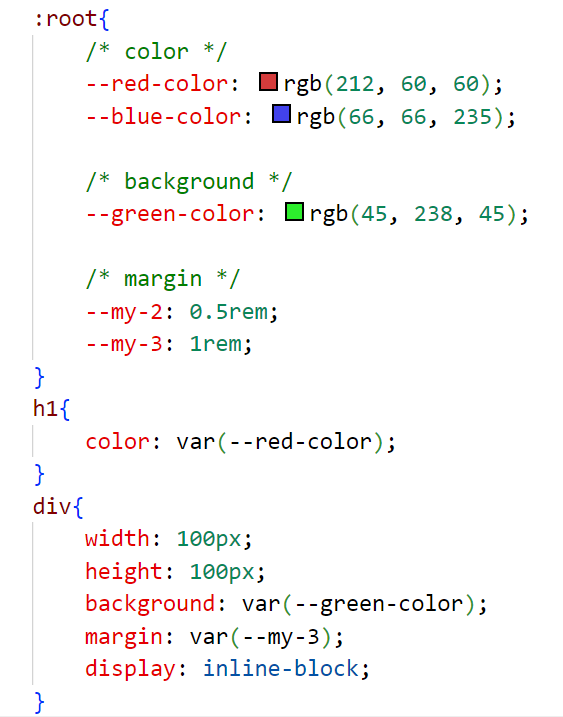 :root{
/* color */
--red-color: rgb(212, 60, 60);
--blue-color: rgb(66, 66, 235);
/* background */
--green-color: rgb(45, 238, 45);
/* margin */
--my-2: 0.5rem;
--my-3: 1rem;
}
h1{
color: var(--red-color);
}
div{
width: 100px;
height: 100px;
background: var(--green-color);
margin: var(--my-3);
display: inline-block;
}